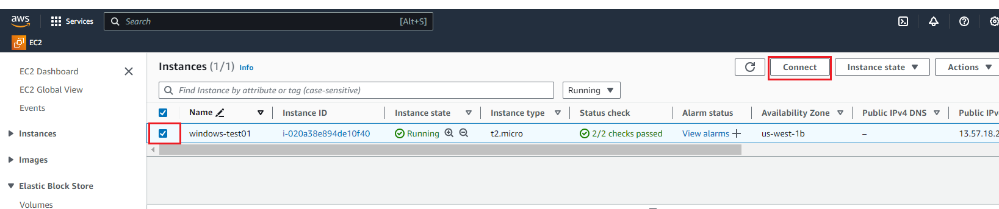 aws Services Search [Alt+S]
EC2
EC2 Dashboard
EC2 Global View
Events
Instances
Images
Elastic Block Store
Volumes
Instances (1/1) Info Connect Instance state Actions
Find Instance by attribute or tag (case-sensitive) Running
Name Instance ID Instance state Instance type Status check Alarm status Availability Zone Public IPv4 DNS Public IPv
windows-test01 i-020a38e894de10f40 Running t2.micro 2/2 checks passed View alarms + us-west-1b – 13.57.18.2